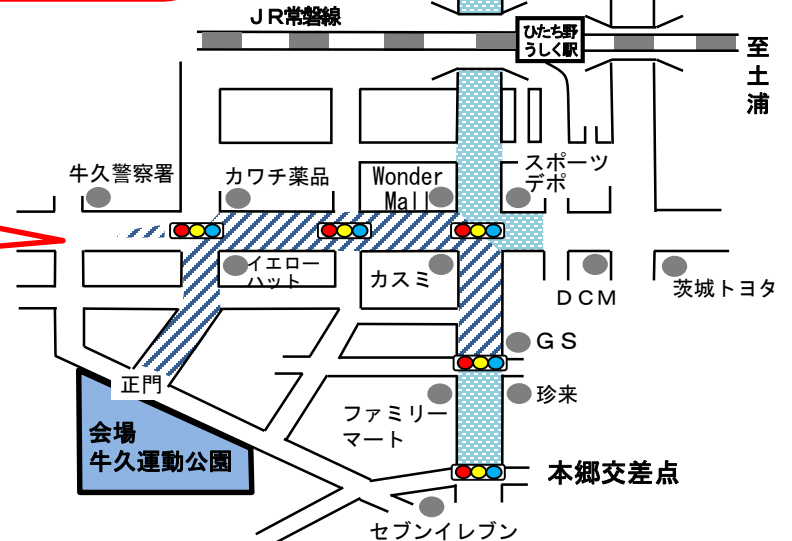 ＪＲ常磐線
ひたち野
うしく駅
至
土
浦
牛久警察署
カワチ薬品
Wonder
Mall
スポーツ
デポ
イエロー
ハット
カスミ
ＤＣＭ
茨城トヨタ
ＧＳ
正門
珍来
ファミリー
マート
会場
牛久運動公園
本郷交差点
セブンイレブン